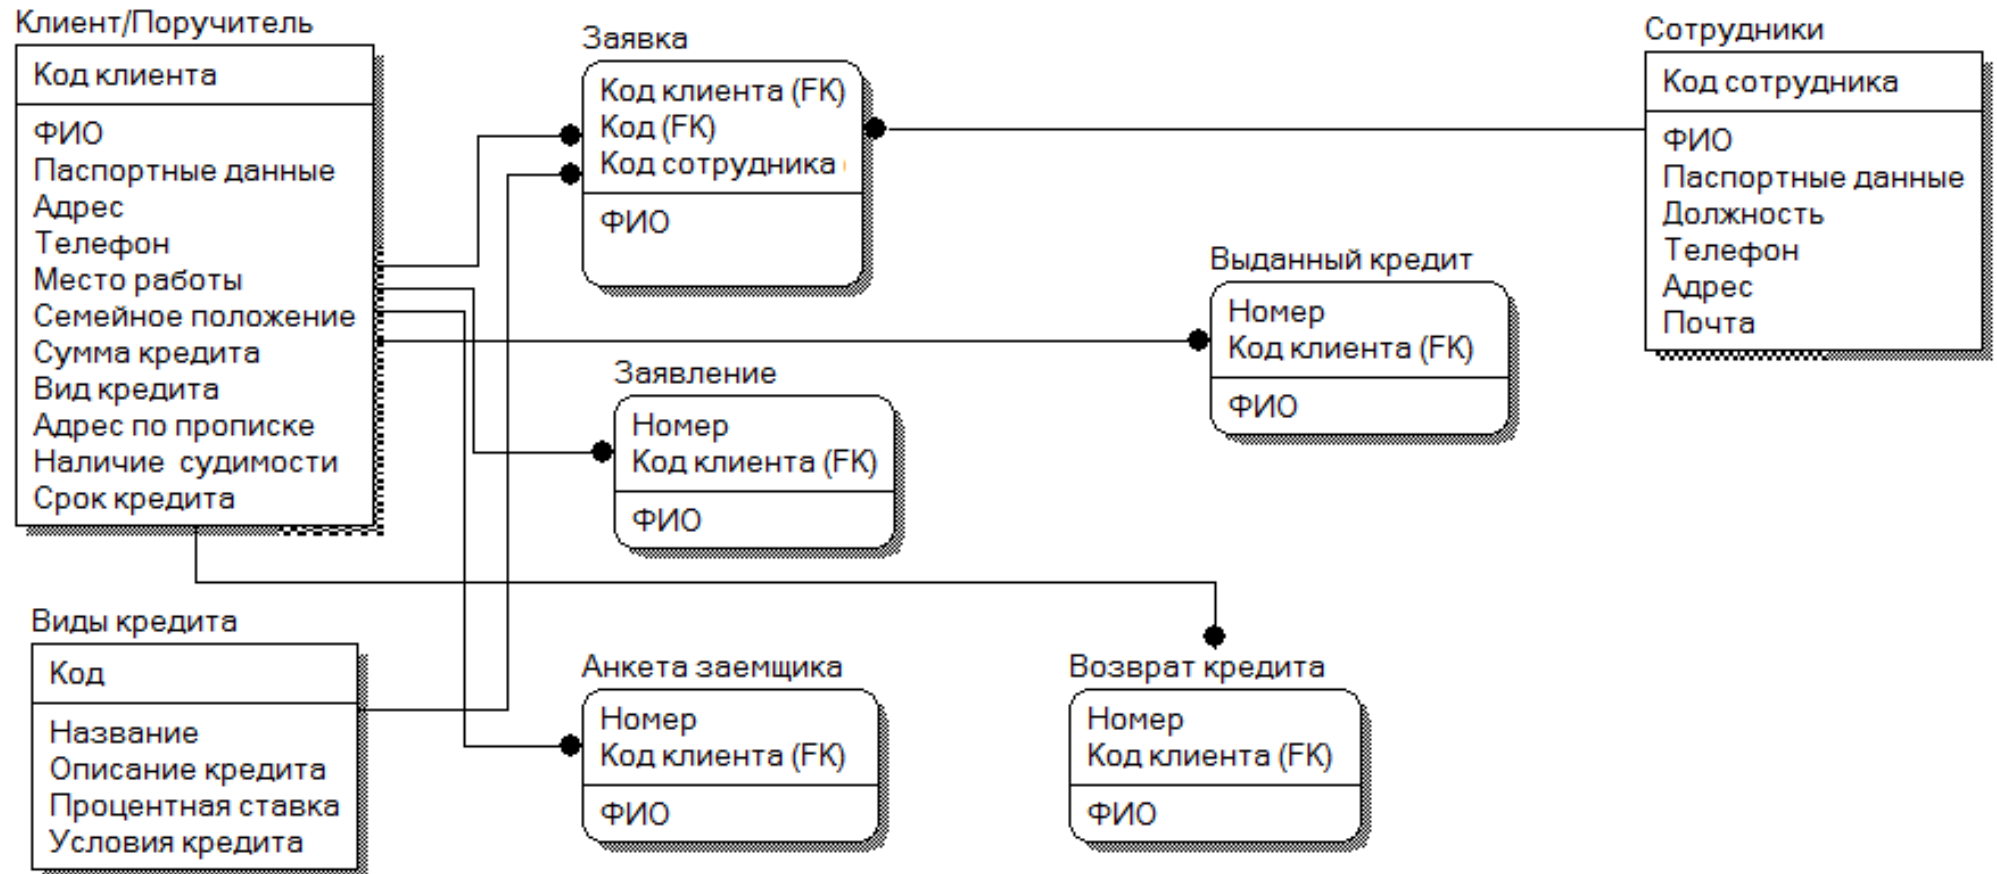 Клиент/Поручитель
Код клиента
ФИО
Паспортные данные
Адрес
Телефон
Место работы
Семейное положение
Сумма кредита
Вид кредита
Адрес по прописке
Наличие судимости
Срок кредита
Заявка
Код клиента (FK)
Код (FK)
Код сотрудника
ФИО
Сотрудники
Код сотрудника
ФИО
Паспортные данные
Должность
Телефон
Адрес
Почта
Выданный кредит
Номер
Код клиента (FK)
ФИО
Заявление
Номер
Код клиента (FK)
ФИО
Виды кредита
Код
Название
Описание кредита
Процентная ставка
Условия кредита
Анкета заемщика
Номер
Код клиента (FK)
ФИО
Возврат кредита
Номер
Код клиента (FK)
ФИО